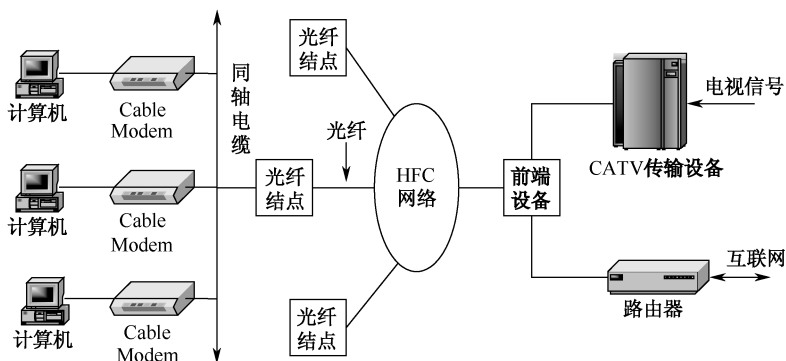 计算机
Cable
Modem
计算机
Cable
Modem
计算机
Cable
Modem
同
轴
电
缆
光纤
结点
光纤
结点
光纤
光纤
结点
HFC
网络
前端
设备
电视信号
CATV传输设备
互联网
路由器